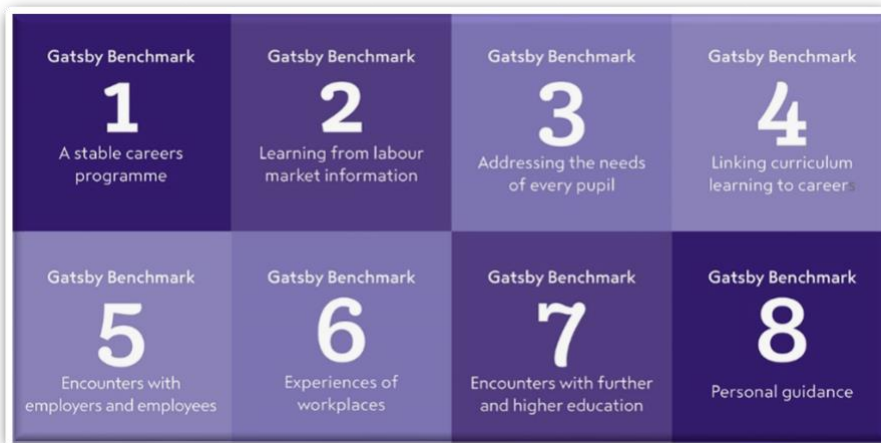 Gatsby Benchmark
1
A stable careers
programme
Gatsby Benchmark
2
Learning from labour
market information
Gatsby Benchmark
3
Addressing the needs
of every pupil
Gatsby Benchmark
4
Linking curriculum
learning to careers
Gatsby Benchmark
5
Encounters with
employers and employees
Gatsby Benchmark
6
Experiences of
workplaces
Gatsby Benchmark
7
Encounters with further
and higher education
Gatsby Benchmark
8
Personal guidance